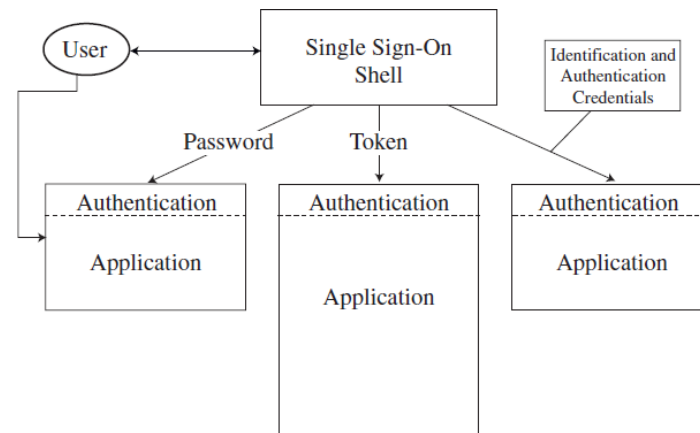 User
Single Sign-On
Shell
Identification and
Authentication
Credentials
Password
Token
Authentication
Authentication
Authentication
Application
Application
Application